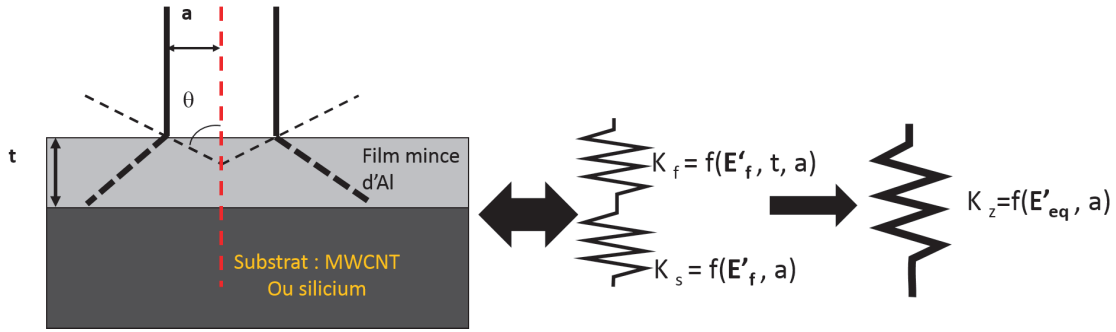 a
θ
t
Film mince
d'Al
Substrat : MWCNT
Ou silicium
K f = f(E'f, t, a)
K s = f(E'f, a)
K z=f(E'eq, a)